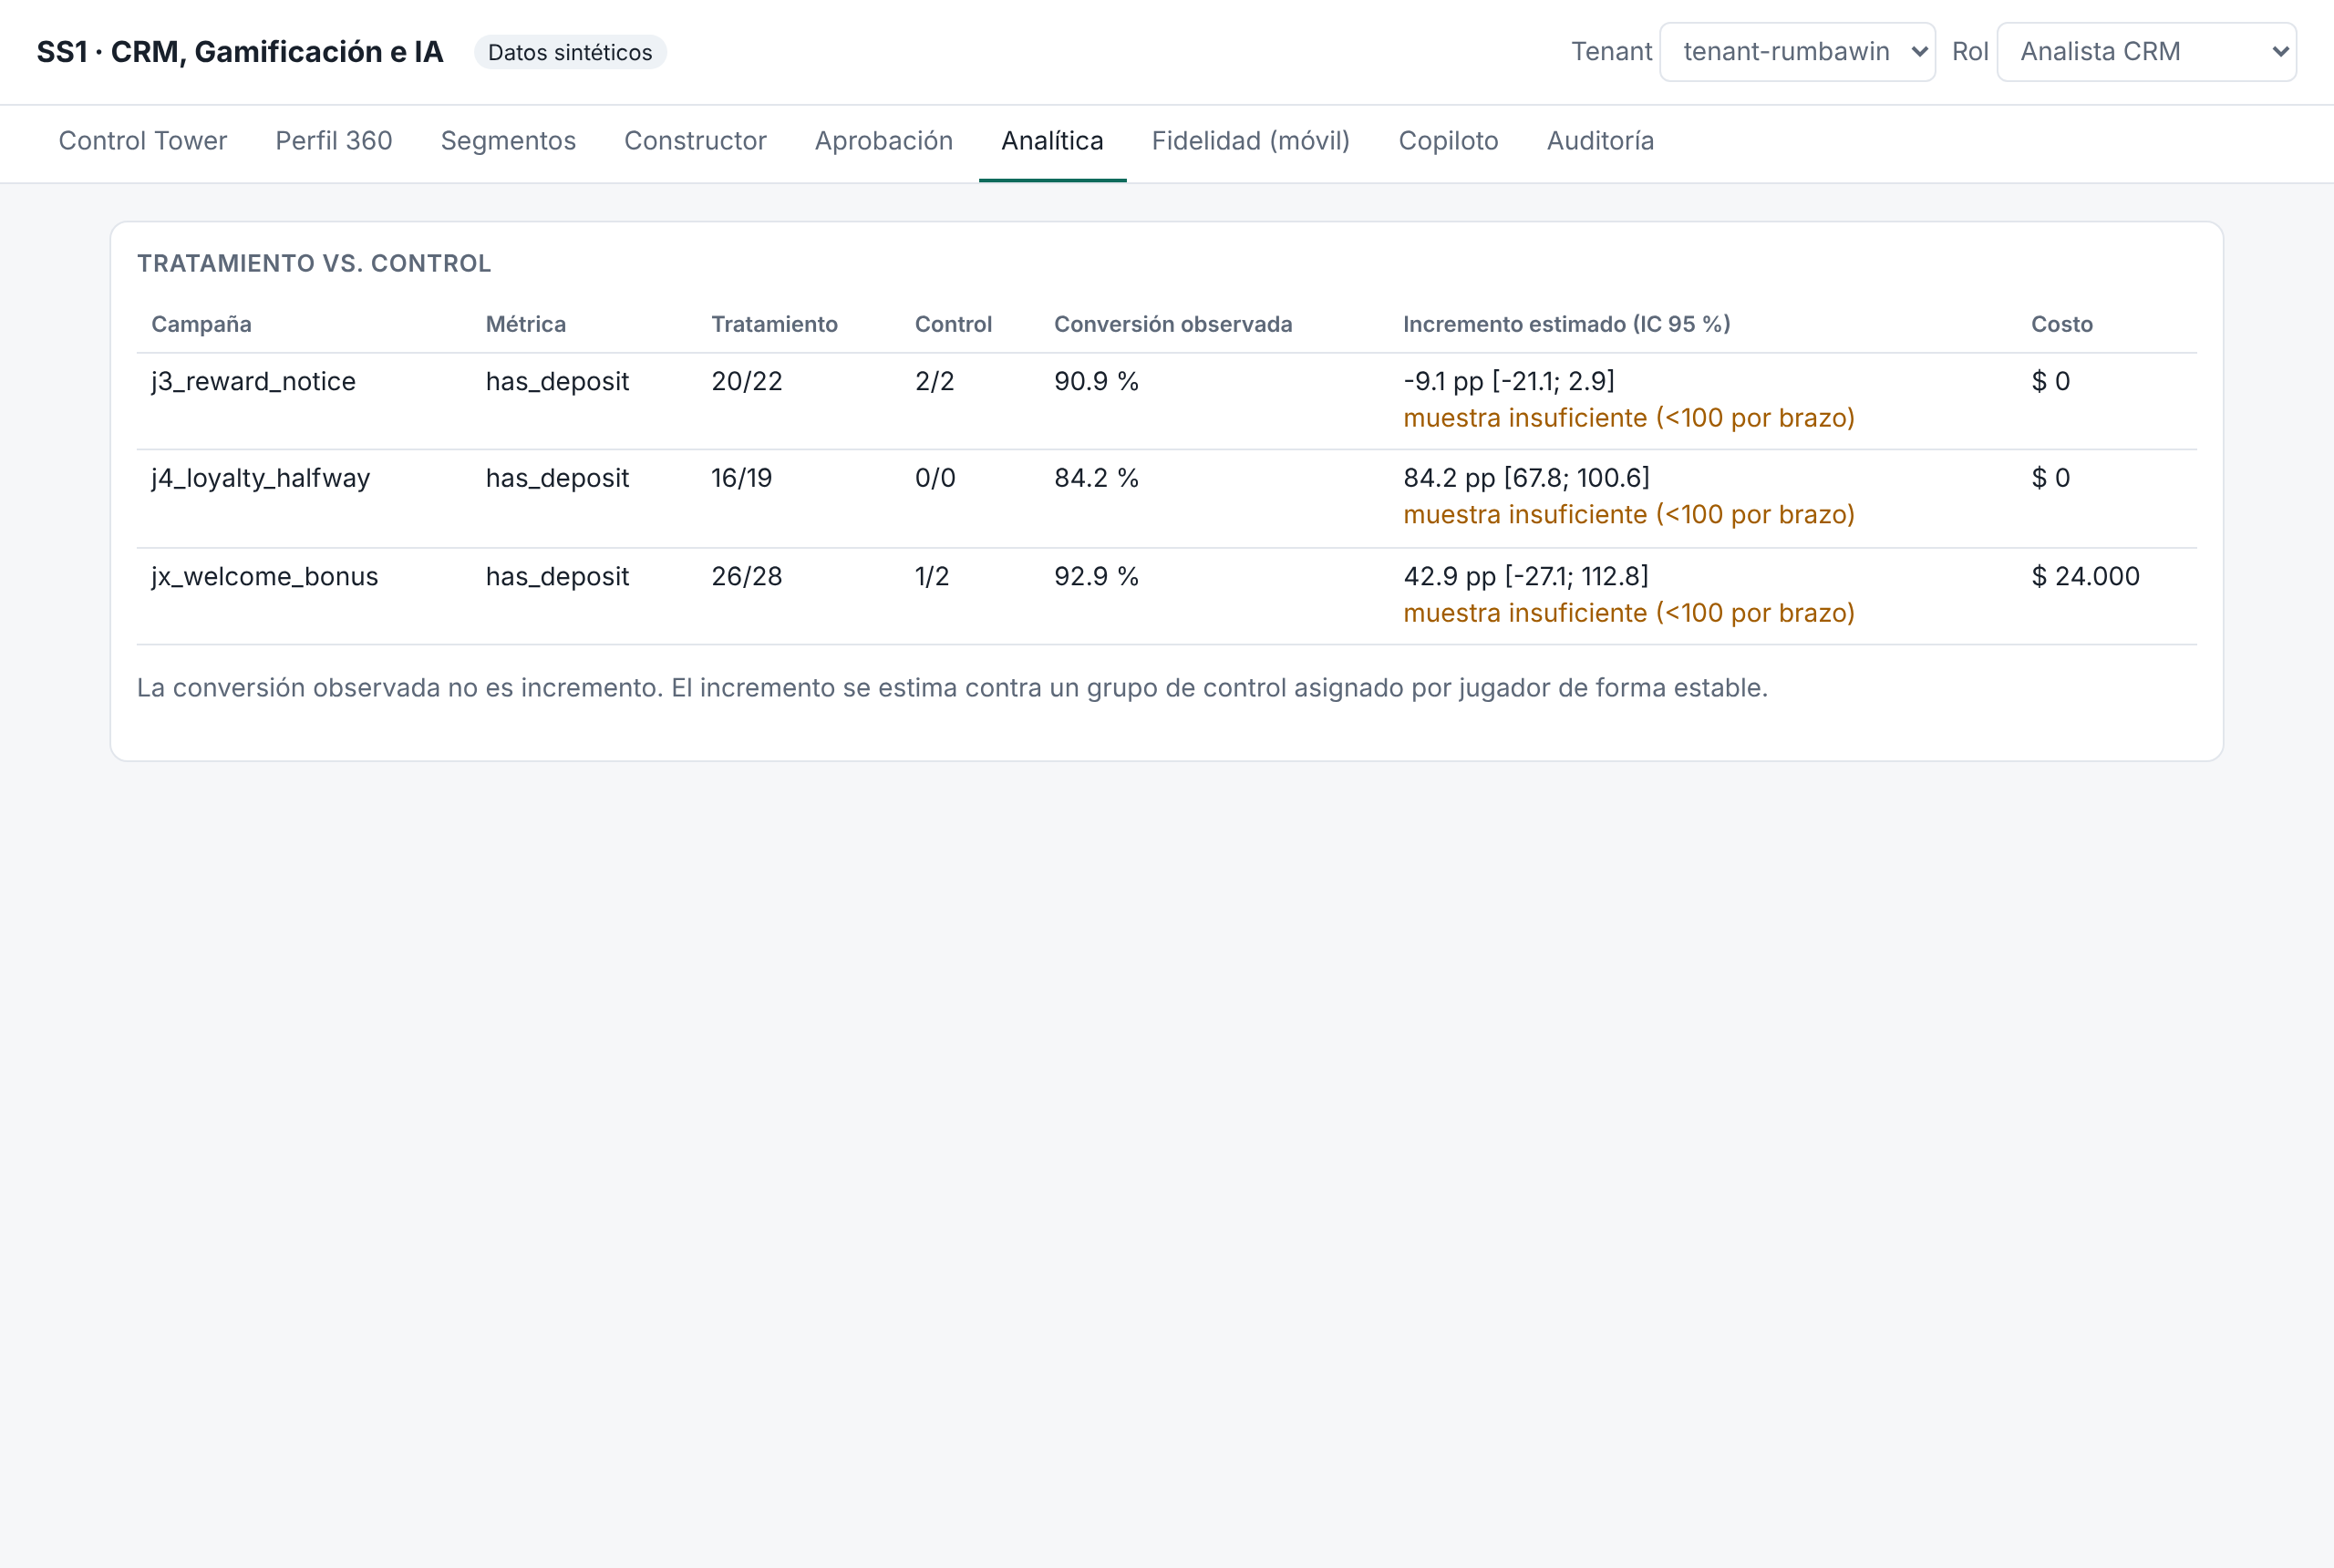 SS1 · CRM, Gamificación e IA Datos sintéticos Tenant tenant-rumbawin Rol Analista CRM
Control Tower Perfil 360 Segmentos Constructor Aprobación Analítica Fidelidad (móvil) Copiloto Auditoría
TRATAMIENTO VS. CONTROL
Campaña Métrica Tratamiento Control Conversión observada Incremento estimado (IC 95 %) Costo
j3_reward_notice has_deposit 20/22 2/2 90.9 % -9.1 pp [-21.1; 2.9] $ 0
muestra insuficiente (<100 por brazo)
j4_loyalty_halfway has_deposit 16/19 0/0 84.2 % 84.2 pp [67.8; 100.6] $ 0
muestra insuficiente (<100 por brazo)
jx_welcome_bonus has_deposit 26/28 1/2 92.9 % 42.9 pp [-27.1; 112.8] $ 24.000
muestra insuficiente (<100 por brazo)
La conversión observada no es incremento. El incremento se estima contra un grupo de control asignado por jugador de forma estable.